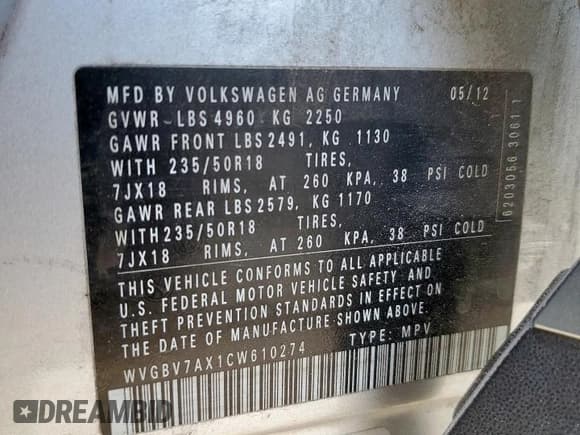 MFD BY VOLKSWAGEN AG GERMANY 05/12
GVWR LBS 4960 KG 2250
GAWR FRONT LBS 2491, KG 1130
WITH 235/50R18 TIRES,
7JX18 RIMS, AT 260 KPA, 38 PSI COLD
GAWR REAR LBS 2579, KG 1170
WITH 235/50R18 TIRES,
7JX18 RIMS, AT 260 KPA, 38 PSI COLD
THIS VEHICLE CONFORMS TO ALL APPLICABLE
U.S. FEDERAL MOTOR VEHICLE SAFETY AND
THEFT PREVENTION STANDARDS IN EFFECT ON
THE DATE OF MANUFACTURE SHOWN ABOVE.
WVGBV7AX1CW610274 TYPE: MPV
6203056 3061 1
DREAMBID